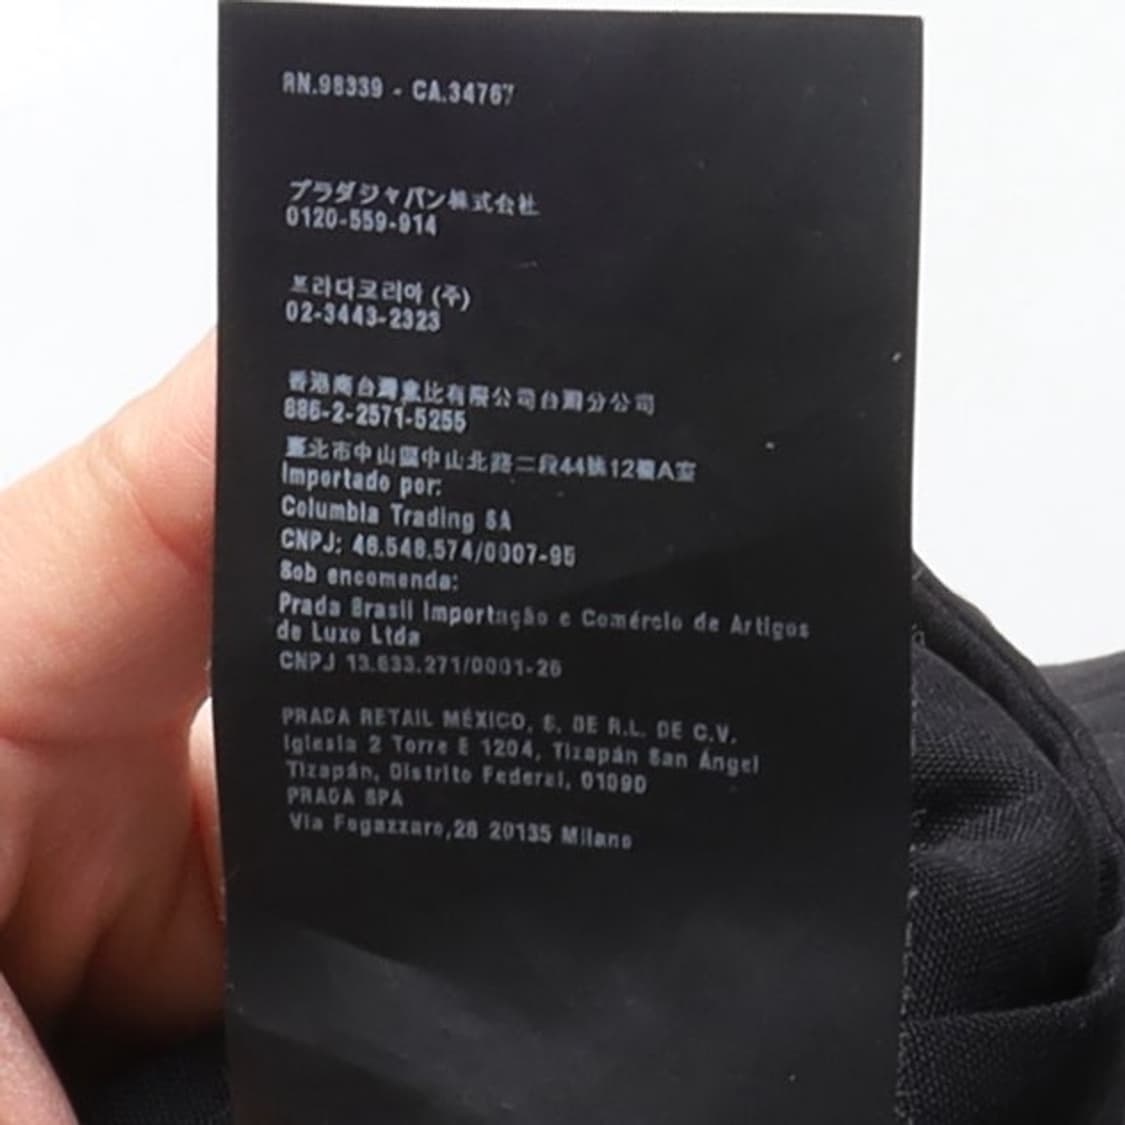 RN.98339 - CA.34767
プラダジャパン株式会社
0120-559-914
프라다코리아 (주)
02-3443-2323
香港商台灣意比有限公司台灣分公司
886-2-2571-5255
臺北市中山區中山北路二段44號12樓A室
Importado por:
Columbia Trading SA
CNPJ: 46.548.574/0007-95
Sob encomenda:
Prada Brasil Importação e Comércio de Artigos
de Luxo Ltda
CNPJ 13.633.271/0001-26
PRADA RETAIL MÉXICO, S. DE R.L. DE C.V.
Iglesia 2 Torre E 1204, Tizapán San Ángel
Tizapán, Distrito Federal, 01090
PRADA SPA
Via Fogazzaro,28 20135 Milano